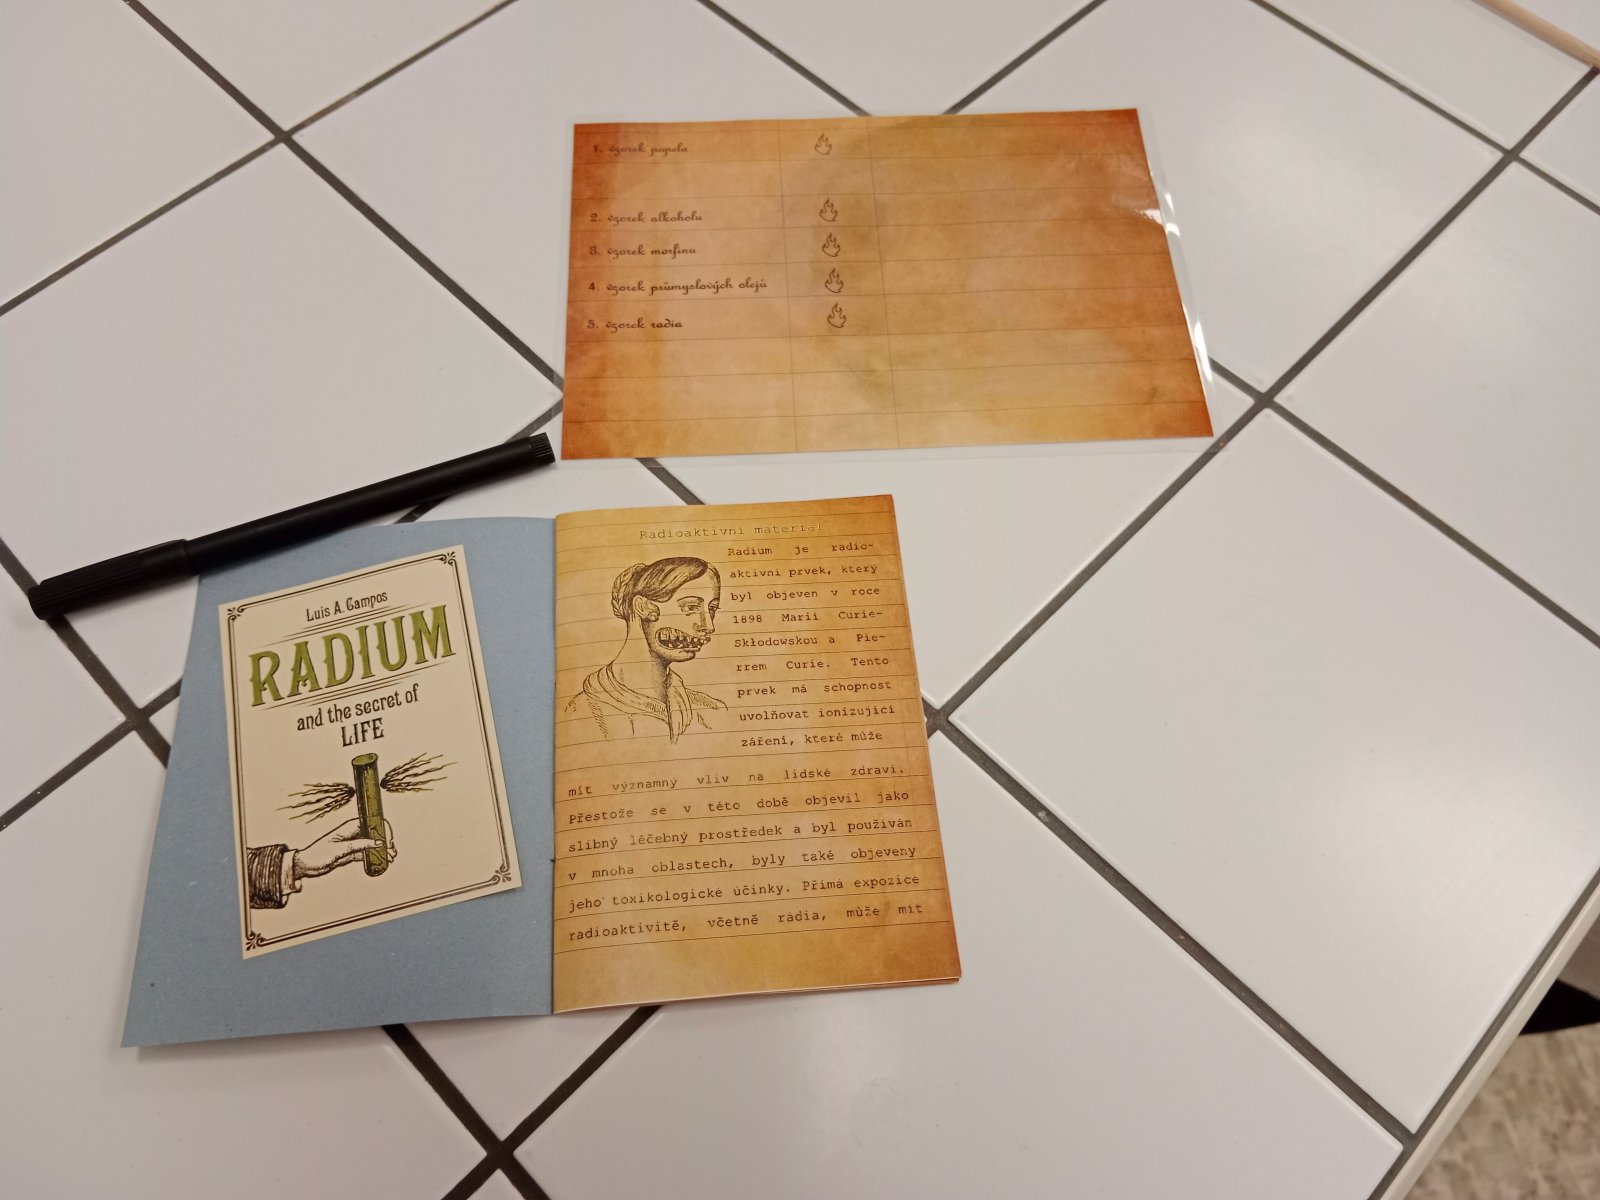 1. vzorek popela
2. vzorek alkoholu
3. vzorek morfinu
4. vzorek průmyslových olejů
5. vzorek radia
Luis A. Campos
RADIUM
and the secret of
LIFE
Radioaktivní materiál
Radium je radio-
aktivní prvek, který
byl objeven v roce
1898 Marií Curie-
Skłodowskou a Pie-
rrem Curie. Tento
prvek má schopnost
uvolňovat ionizující
záření, které může
mít významný vliv na lidské zdraví.
Přestože se v této době objevil jako
slibný léčebný prostředek a byl používán
v mnoha oblastech, byly také objeveny
jeho toxikologické účinky. Přímá expozice
radioaktivitě, včetně rádia, může mít